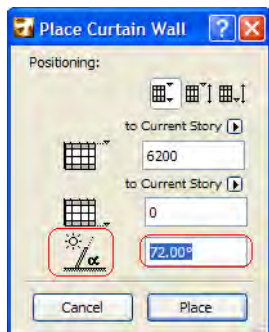 Place Curtain Wall
Positioning:
to Current Story
6200
to Current Story
0
α
72.00°
Cancel
Place